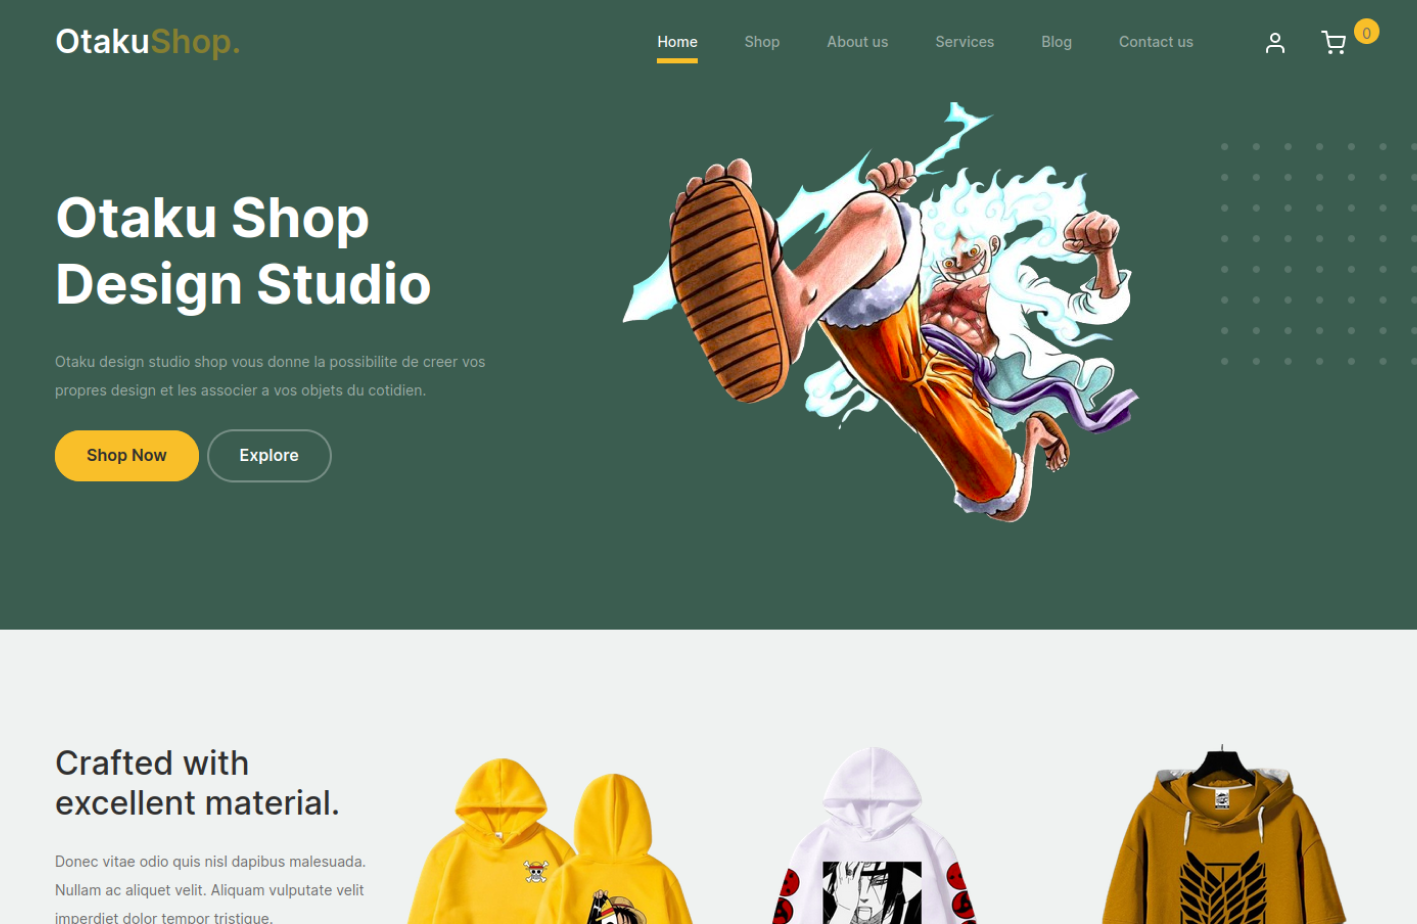 OtakuShop.
Home
Shop
About us
Services
Blog
Contact us
0
Otaku Shop
Design Studio
Otaku design studio shop vous donne la possibilite de creer vos
propres design et les associer a vos objets du cotidien.
Shop Now
Explore
Crafted with
excellent material.
Donec vitae odio quis nisl dapibus malesuada.
Nullam ac aliquet velit. Aliquam vulputate velit
imperdiet dolor tempor tristique.